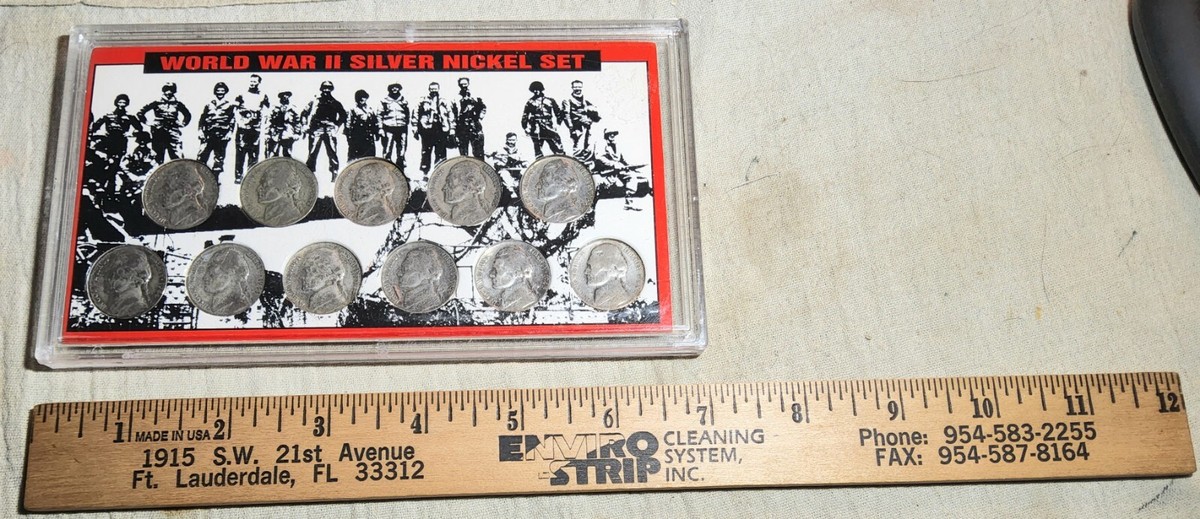 WORLD WAR II SILVER NICKEL SET
1 2 3 4 5 6 7 8 9 10 11 12
MADE IN USA
1915 S.W. 21st Avenue
Ft. Lauderdale, FL 33312
ENVIRO
STRIP
CLEANING
SYSTEM,
INC.
Phone: 954-583-2255
FAX: 954-587-8164